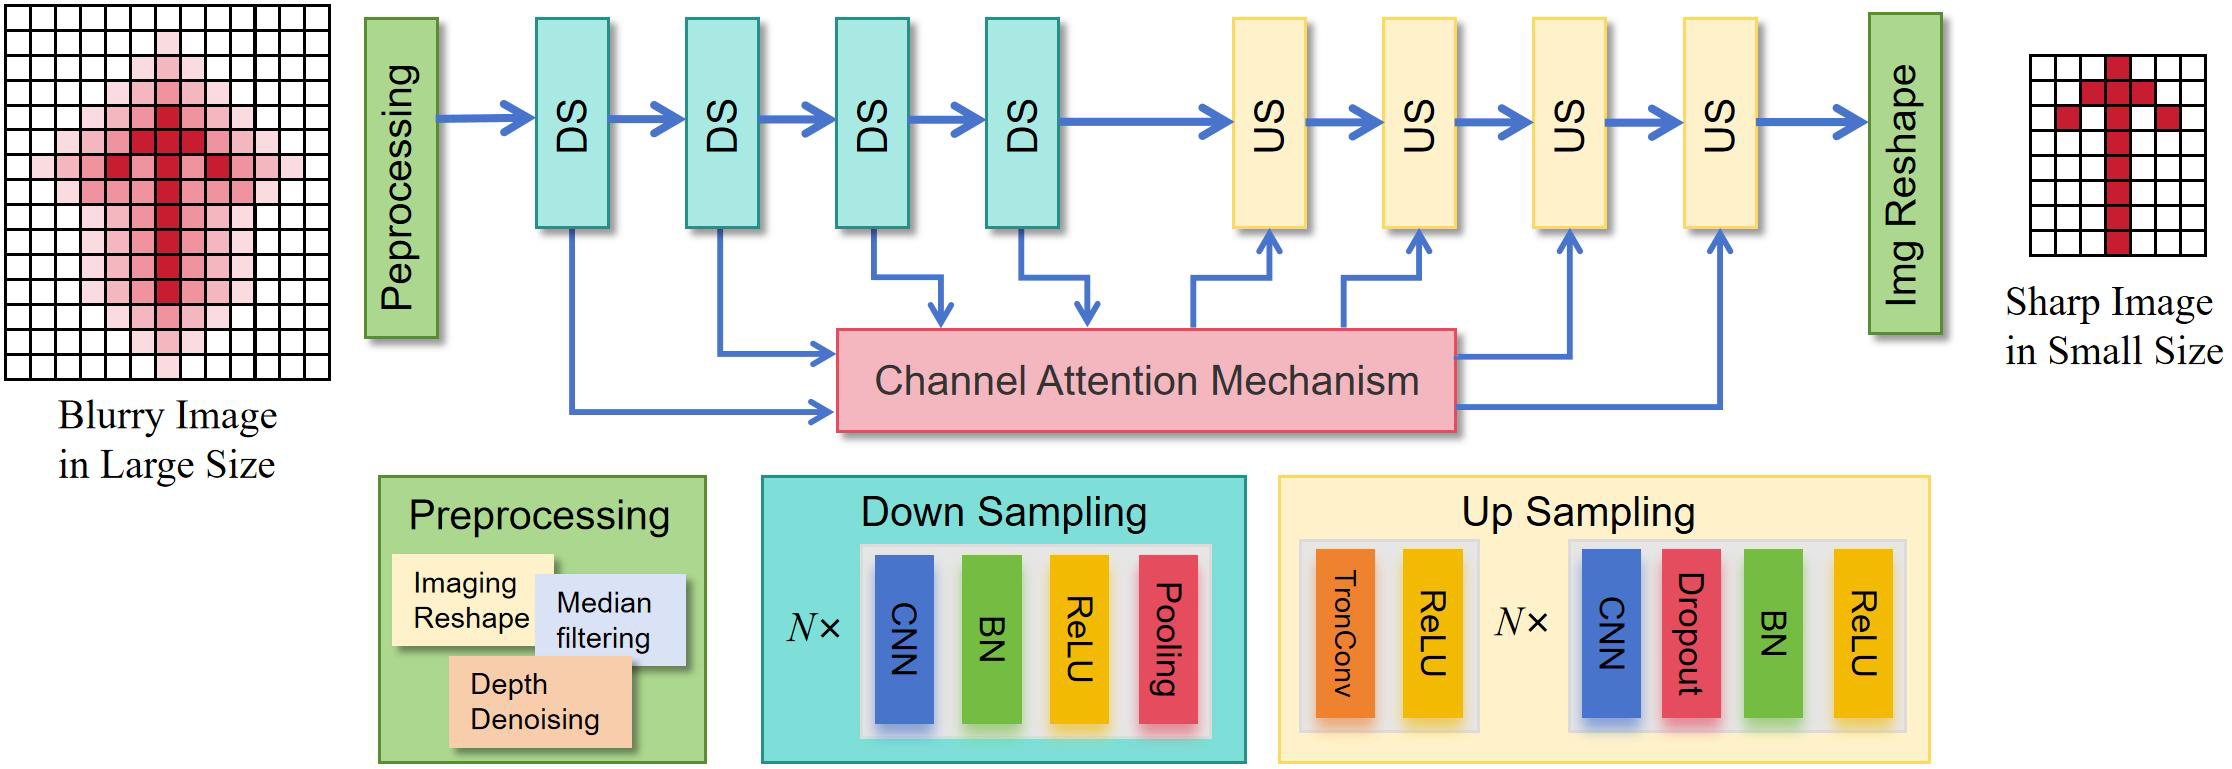 Blurry Image
in Large Size
Peprocessing
DS
DS
DS
DS
US
US
US
US
Img Reshape
Sharp Image
in Small Size
Channel Attention Mechanism
Preprocessing
Imaging
Reshape
Median
filtering
Depth
Denoising
Down Sampling
N×
CNN
BN
ReLU
Pooling
Up Sampling
TronConv
ReLU
N×
CNN
Dropout
BN
ReLU